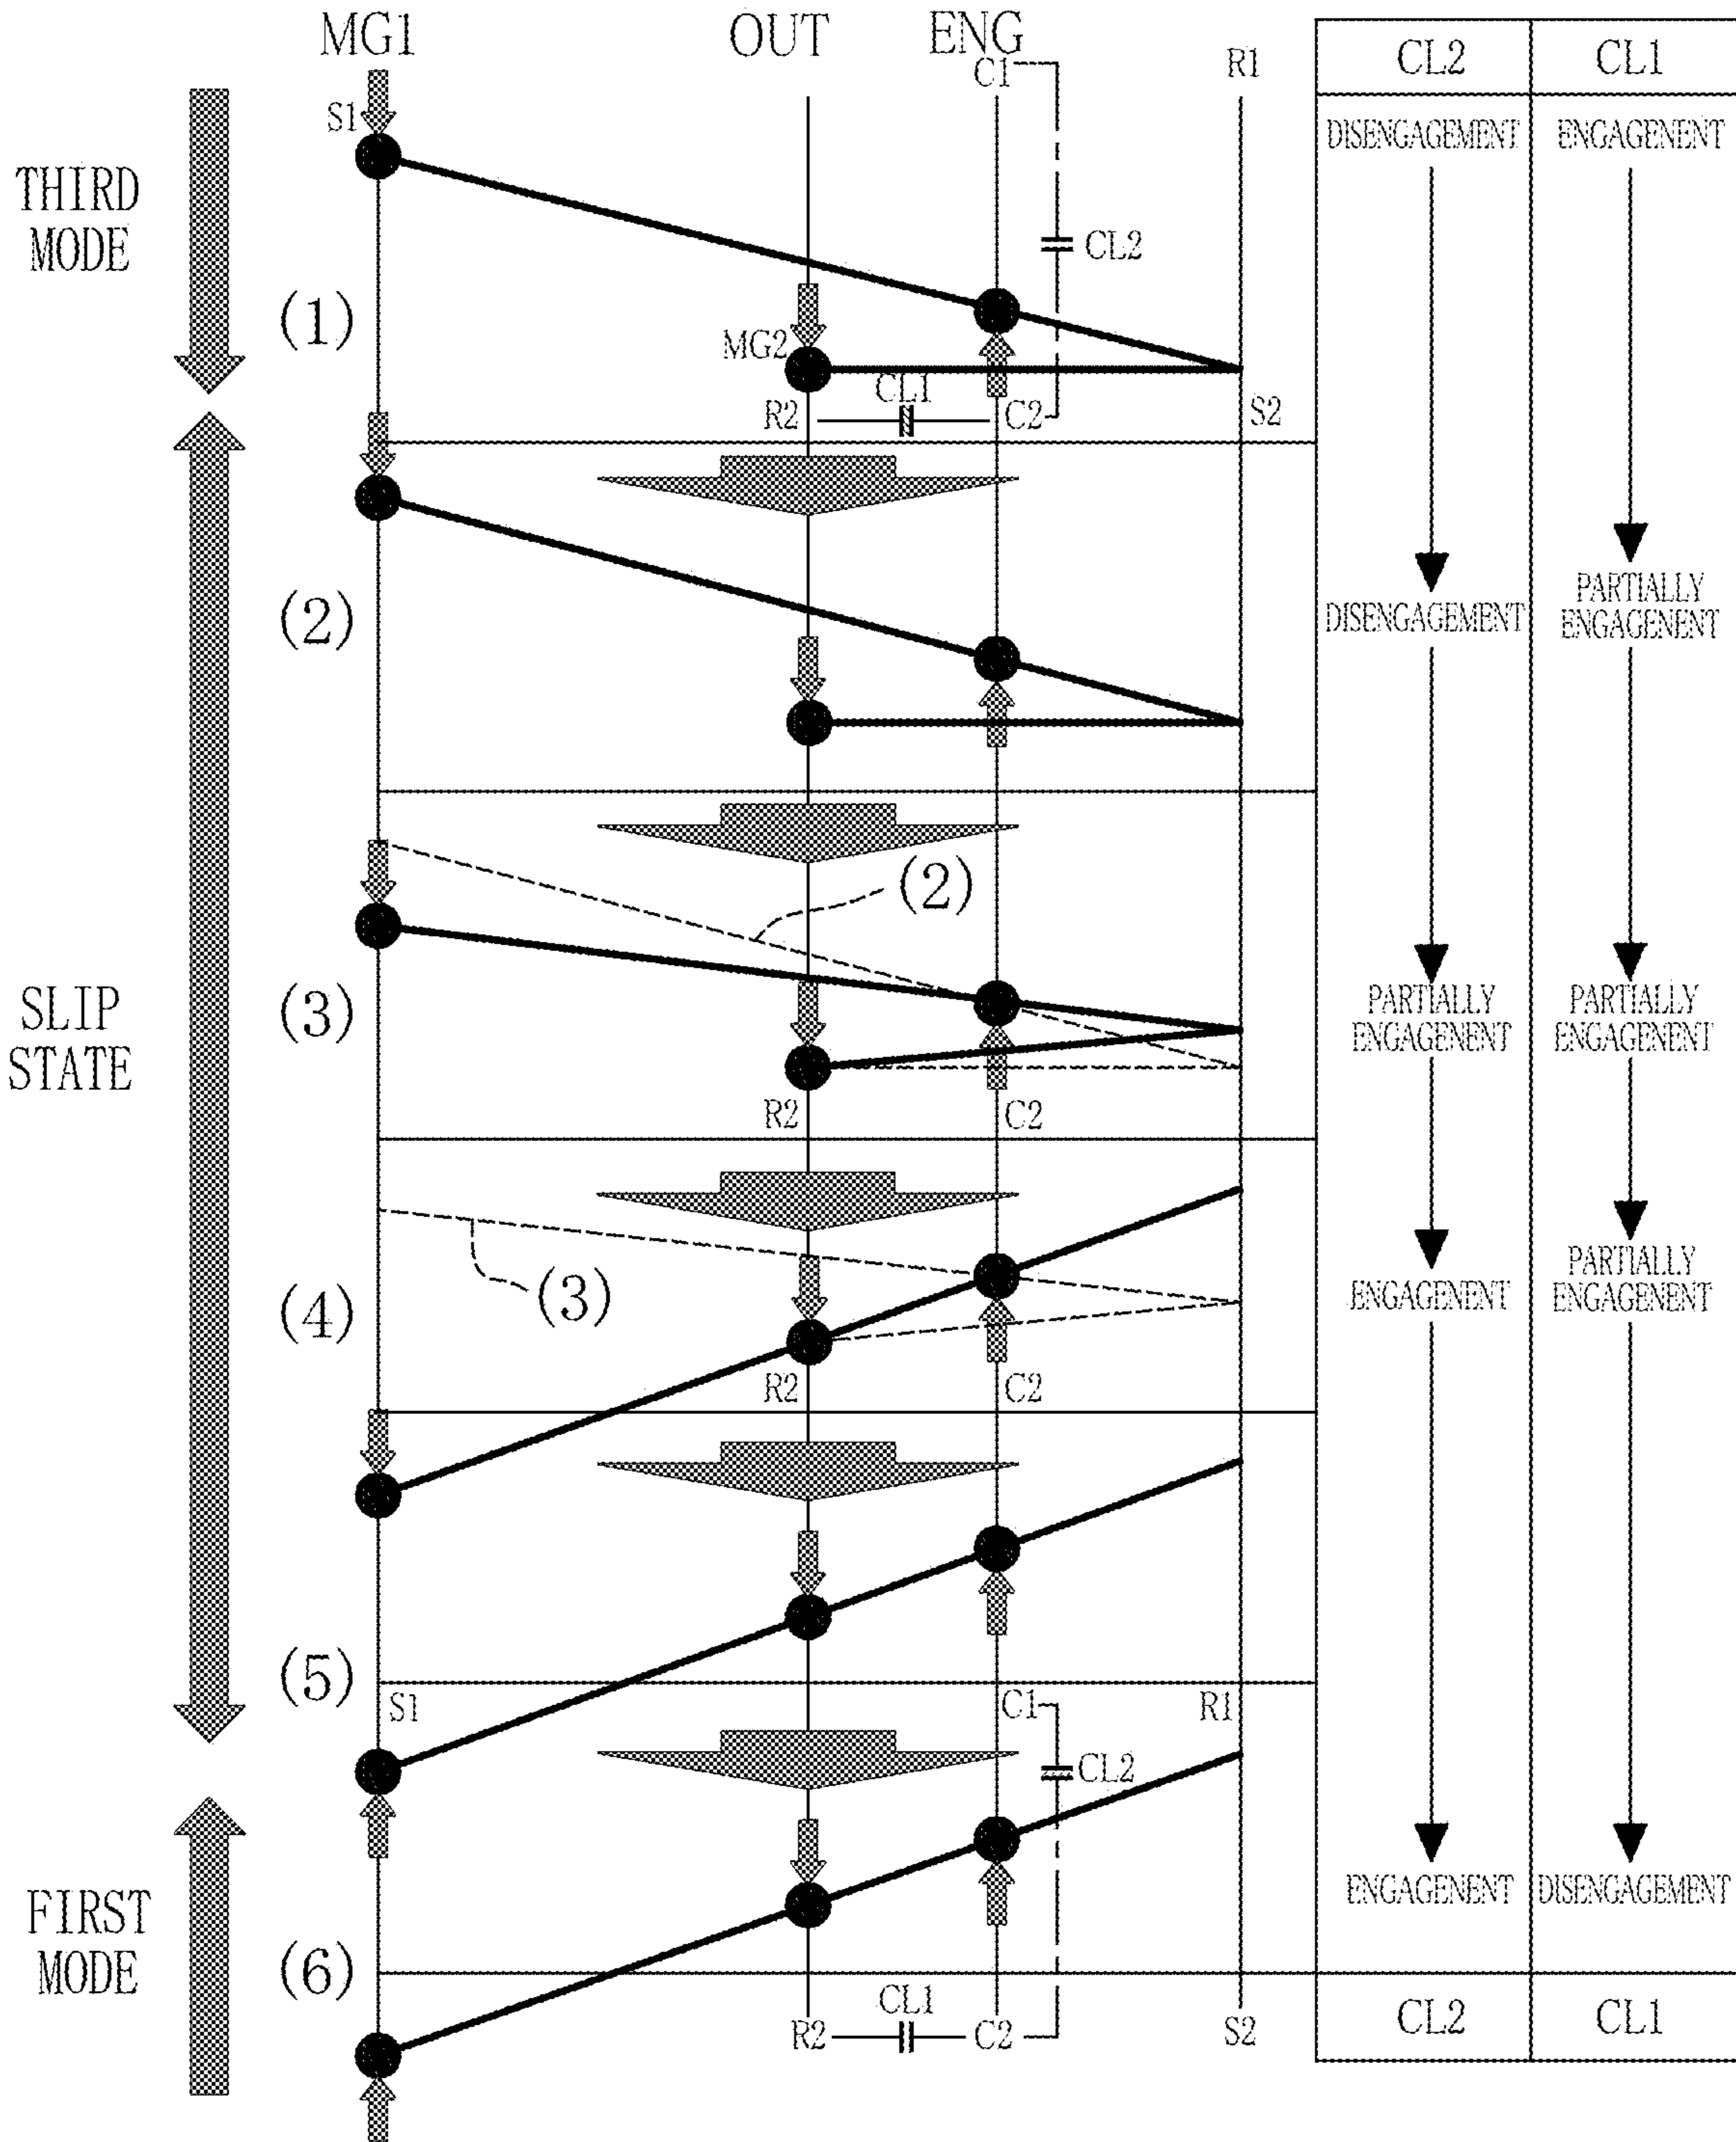 MG1 OUT ENG
C1 R1 CL2 CL1
S1
DISENGAGEMENT ENGAGENENT
THIRD
MODE
CL2
(1)
MG2
CL1
R2 C2 S2
(2)
DISENGAGEMENT
PARTIALLY
ENGAGENENT
(2)
SLIP
STATE
(3)
PARTIALLY
ENGAGENENT
PARTIALLY
ENGAGENENT
R2 C2
(3)
(4)
ENGAGENENT
PARTIALLY
ENGAGENENT
R2 C2
(5)
S1 C1 R1
CL2
FIRST
MODE
ENGAGENENT DISENGAGEMENT
(6)
CL1
R2 C2 S2
CL2 CL1